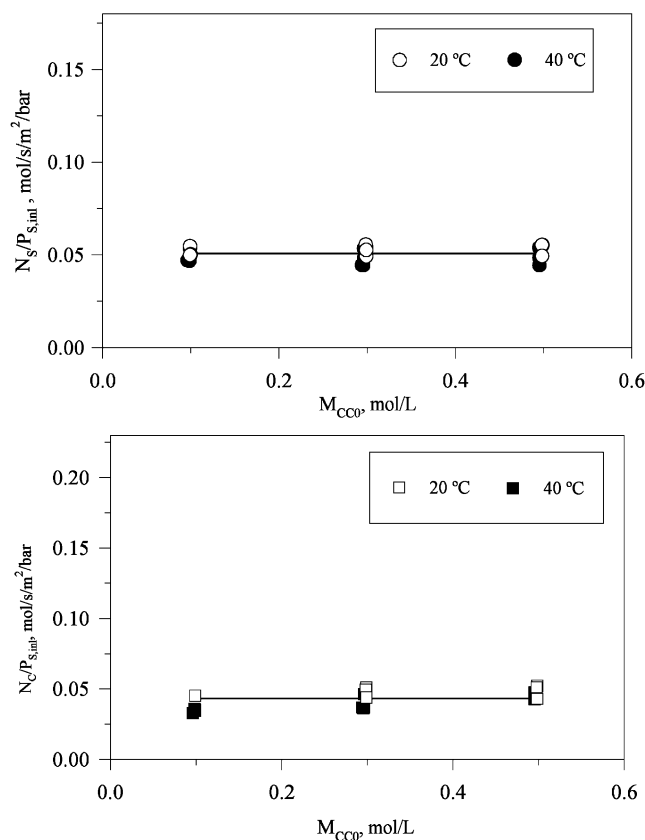 20 ºC 40 ºC
N_S/P_S,inl , mol/s/m²/bar
0.15
0.10
0.05
0.00
0.0 0.2 0.4 0.6
M_CC0, mol/L
20 ºC 40 ºC
N_C/P_S,inl, mol/s/m²/bar
0.20
0.15
0.10
0.05
0.00
0.0 0.2 0.4 0.6
M_CC0, mol/L